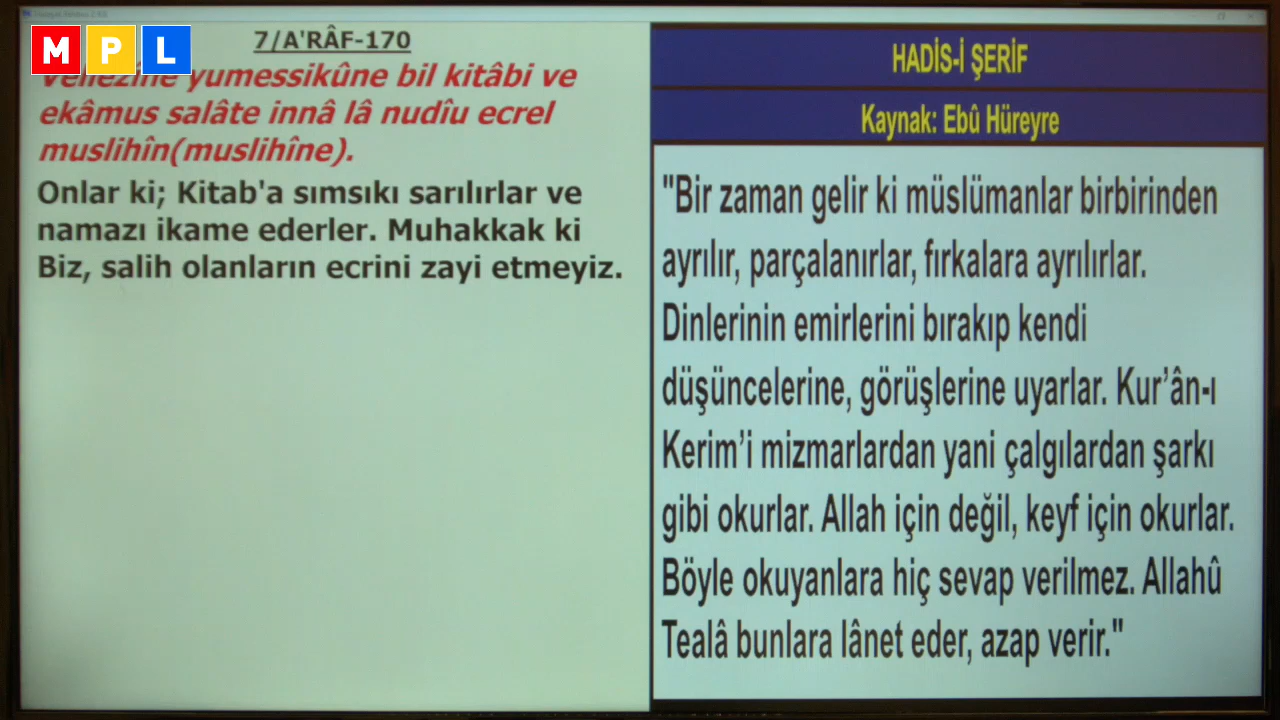 MPL
7/A'RÂF-170
yumessikûne bil kitâbi ve
ekâmus salâte innâ lâ nudîu ecrel
muslihîn(muslihîne).
Onlar ki; Kitab'a sımsıkı sarılırlar ve
namazı ikame ederler. Muhakkak ki
Biz, salih olanların ecrini zayi etmeyiz.
HADİS-İ ŞERİF
Kaynak: Ebû Hüreyre
"Bir zaman gelir ki müslümanlar birbirinden
ayrılır, parçalanırlar, fırkalara ayrılırlar.
Dinlerinin emirlerini bırakıp kendi
düşüncelerine, görüşlerine uyarlar. Kur'ân-ı
Kerim'i mizmarlardan yani çalgılardan şarkı
gibi okurlar. Allah için değil, keyf için okurlar.
Böyle okuyanlara hiç sevap verilmez. Allahû
Tealâ bunlara lânet eder, azap verir."